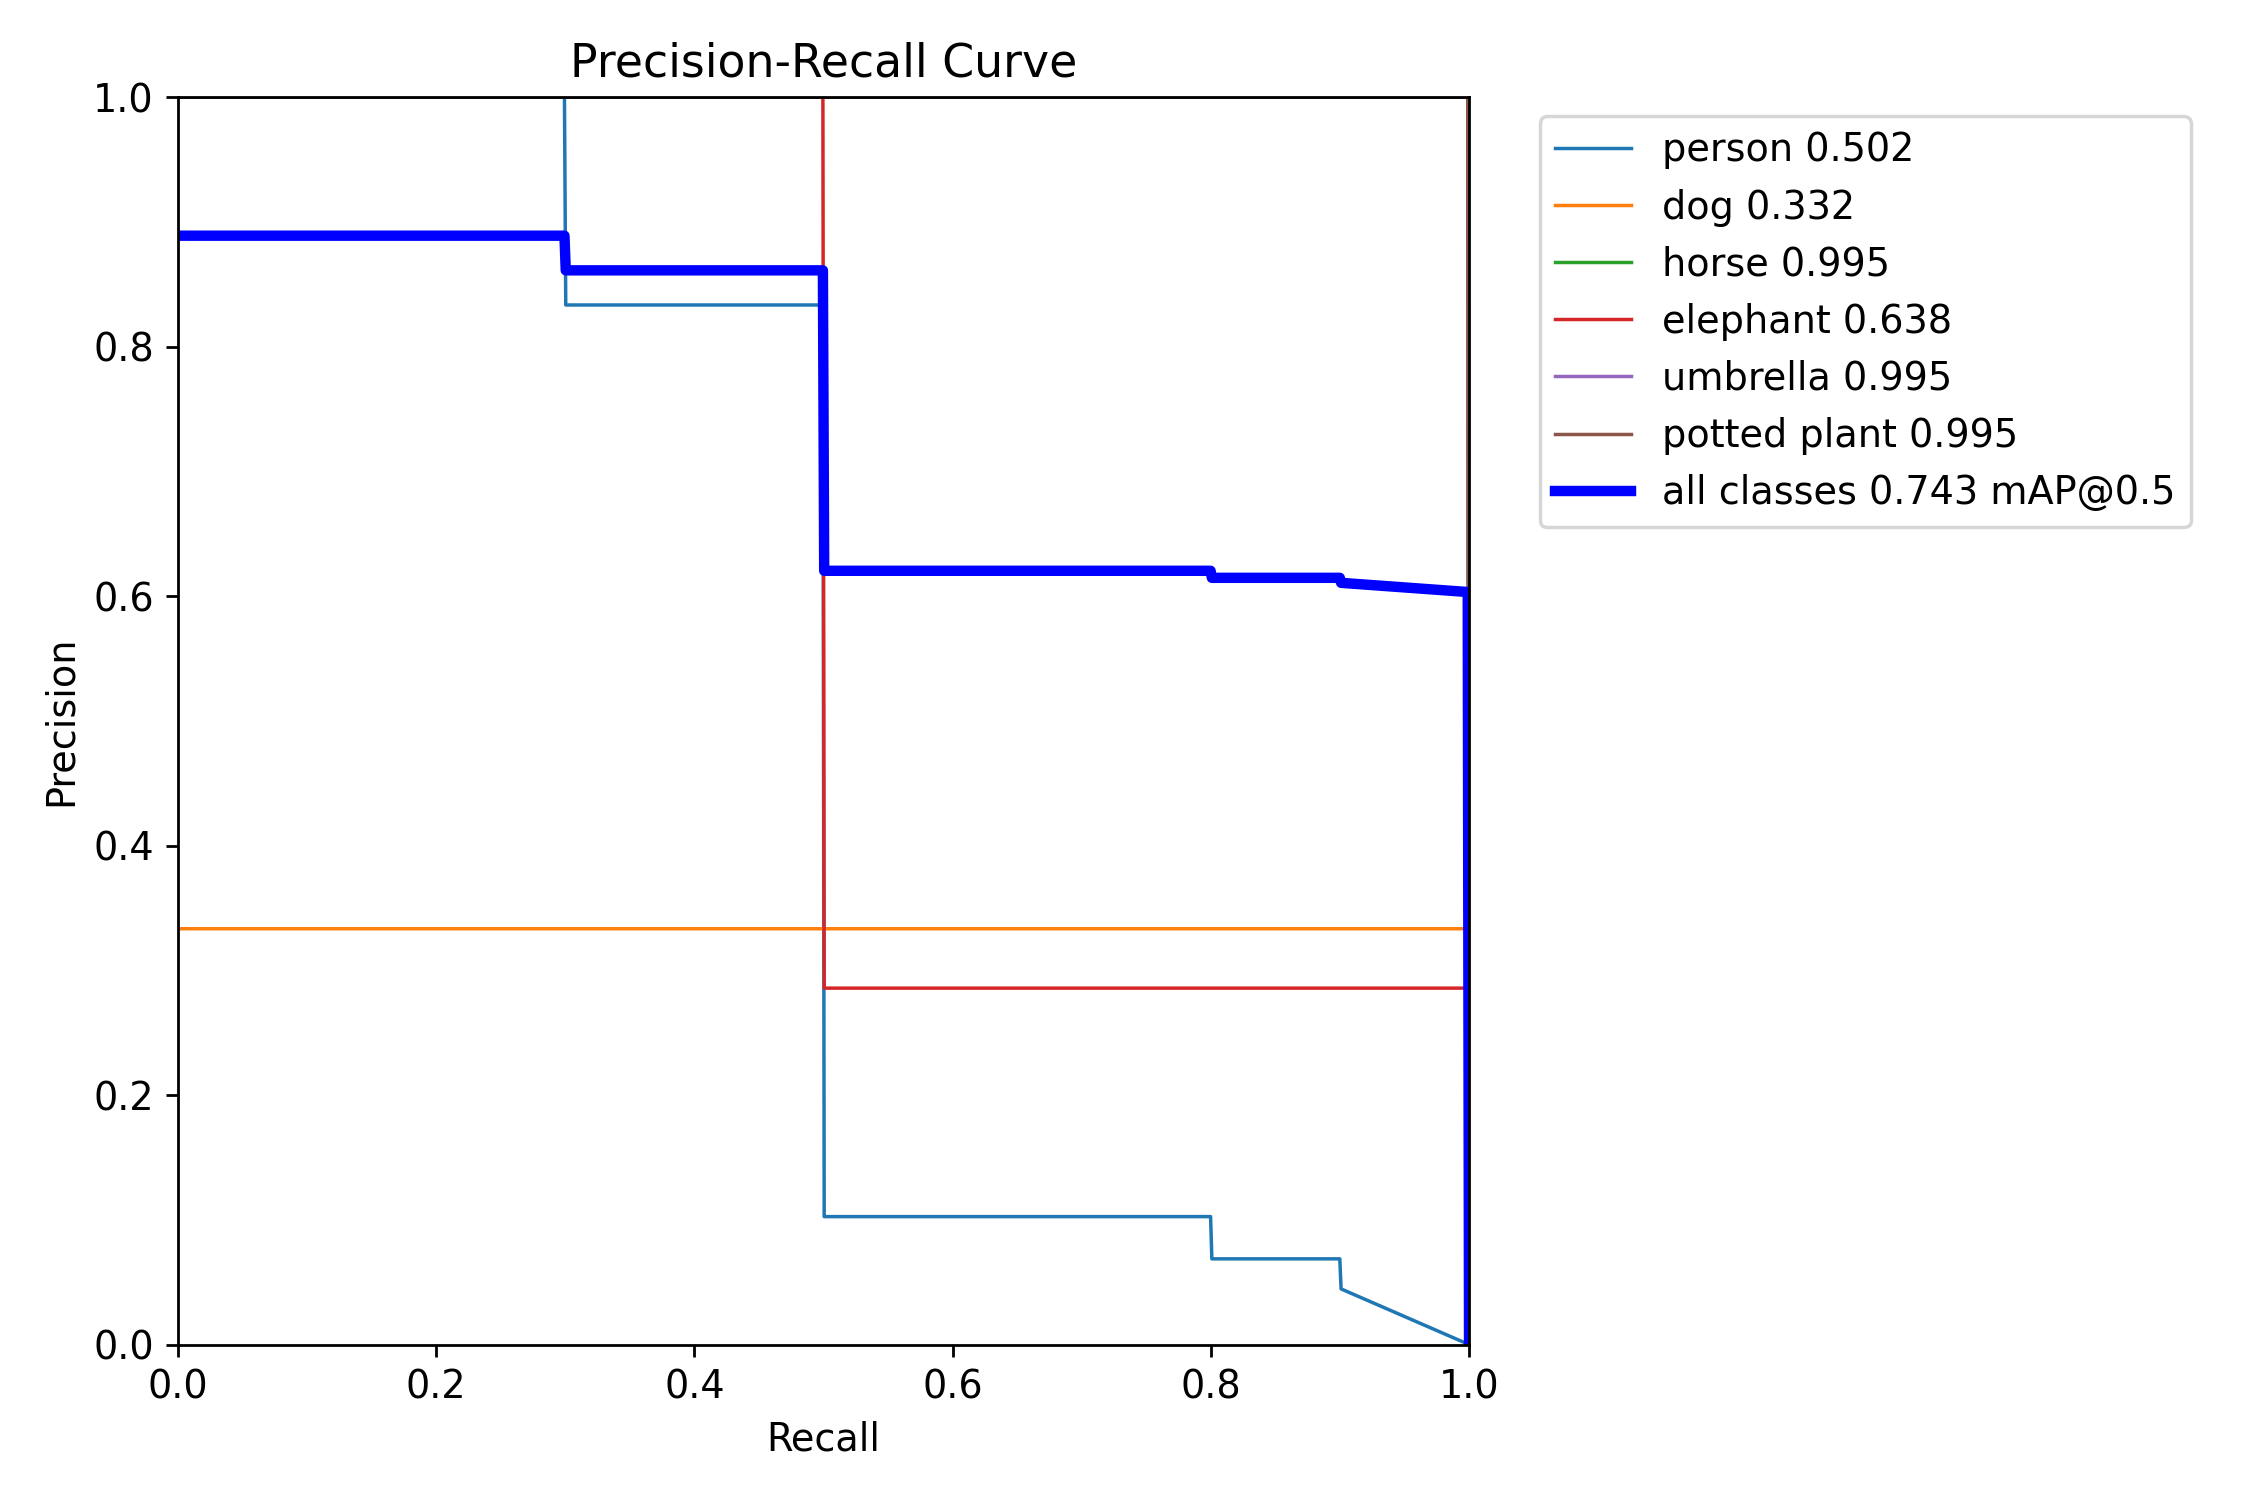 Precision-Recall Curve
1.0
0.8
0.6
0.4
0.2
0.0
Precision
0.0 0.2 0.4 0.6 0.8 1.0
Recall
person 0.502
dog 0.332
horse 0.995
elephant 0.638
umbrella 0.995
potted plant 0.995
all classes 0.743 mAP@0.5